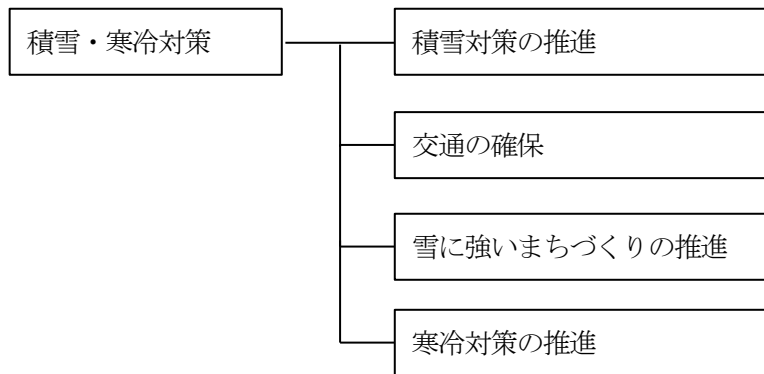 積雪・寒冷対策
積雪対策の推進
交通の確保
雪に強いまちづくりの推進
寒冷対策の推進